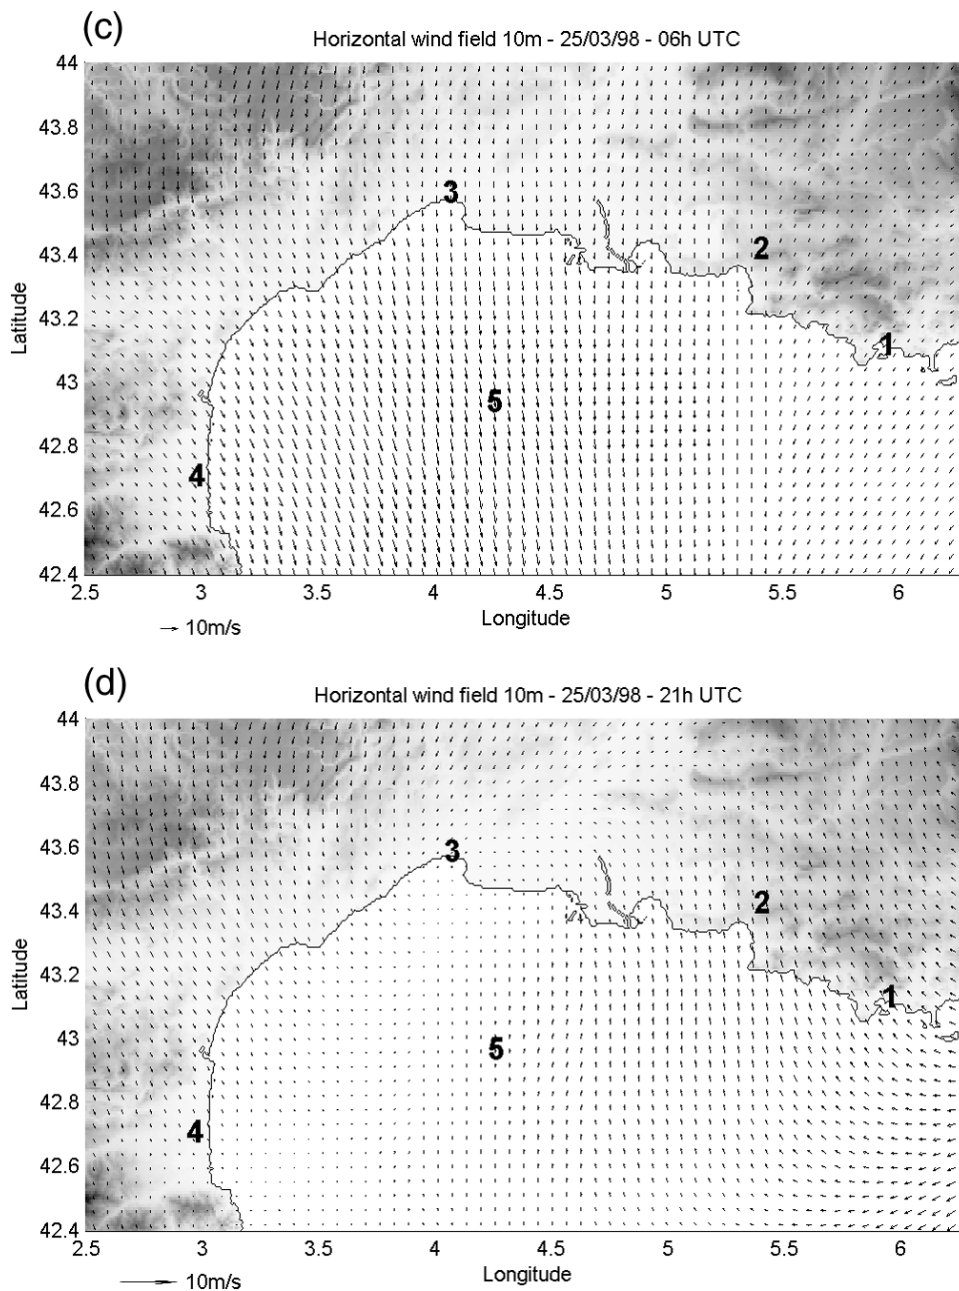 (c)
Horizontal wind field 10m - 25/03/98 - 06h UTC
44
43.8
43.6
43.4
43.2
43
42.8
42.6
42.4
Latitude
3
2
1
5
4
2.5 3 3.5 4 4.5 5 5.5 6
Longitude
10m/s
(d)
Horizontal wind field 10m - 25/03/98 - 21h UTC
44
43.8
43.6
43.4
43.2
43
42.8
42.6
42.4
Latitude
3
2
1
5
4
2.5 3 3.5 4 4.5 5 5.5 6
Longitude
10m/s